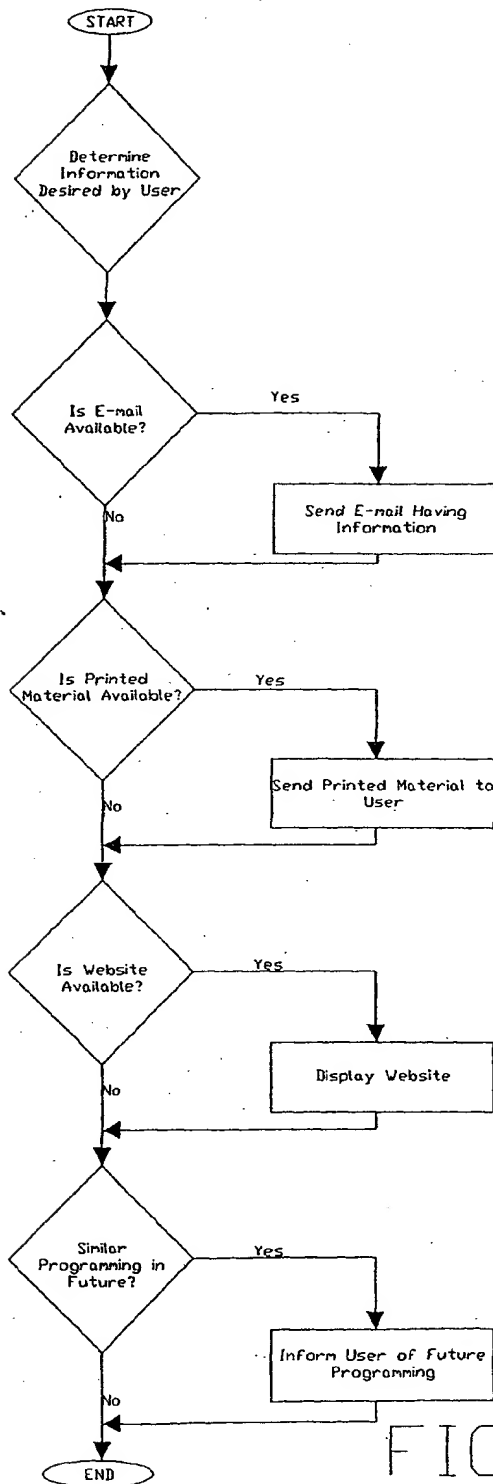 START
Determine
Information
Desired by User
Is E-mail
Available?
Yes
Send E-mail Having
Information
No
Is Printed
Material Available?
Yes
Send Printed Material to
User
No
Is Website
Available?
Yes
Display Website
No
Similar
Programming in
Future?
Yes
Inform User of Future
Programming
No
END